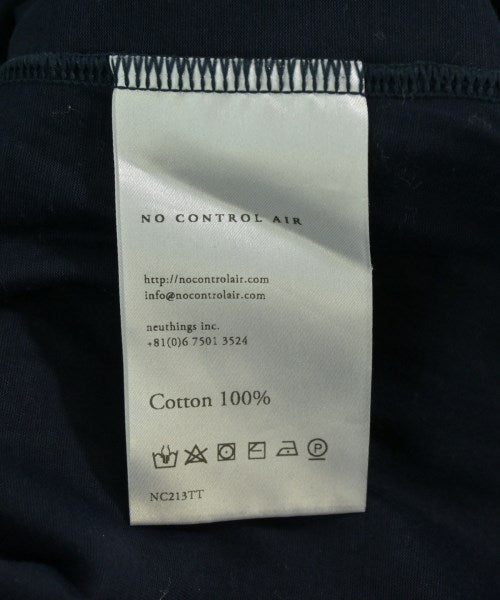 NO CONTROL AIR
http://nocontrolair.com
info@nocontrolair.com
neuthings inc.
+81(0)6 7501 3524
Cotton 100%
P
NC213TT